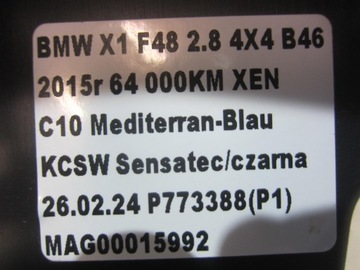 BMW X1 F48 2.8 4X4 B46
2015r 64 000KM XEN
C10 Mediterran-Blau
KCSW Sensatec/czarna
26.02.24 P773388(P1)
MAG00015992